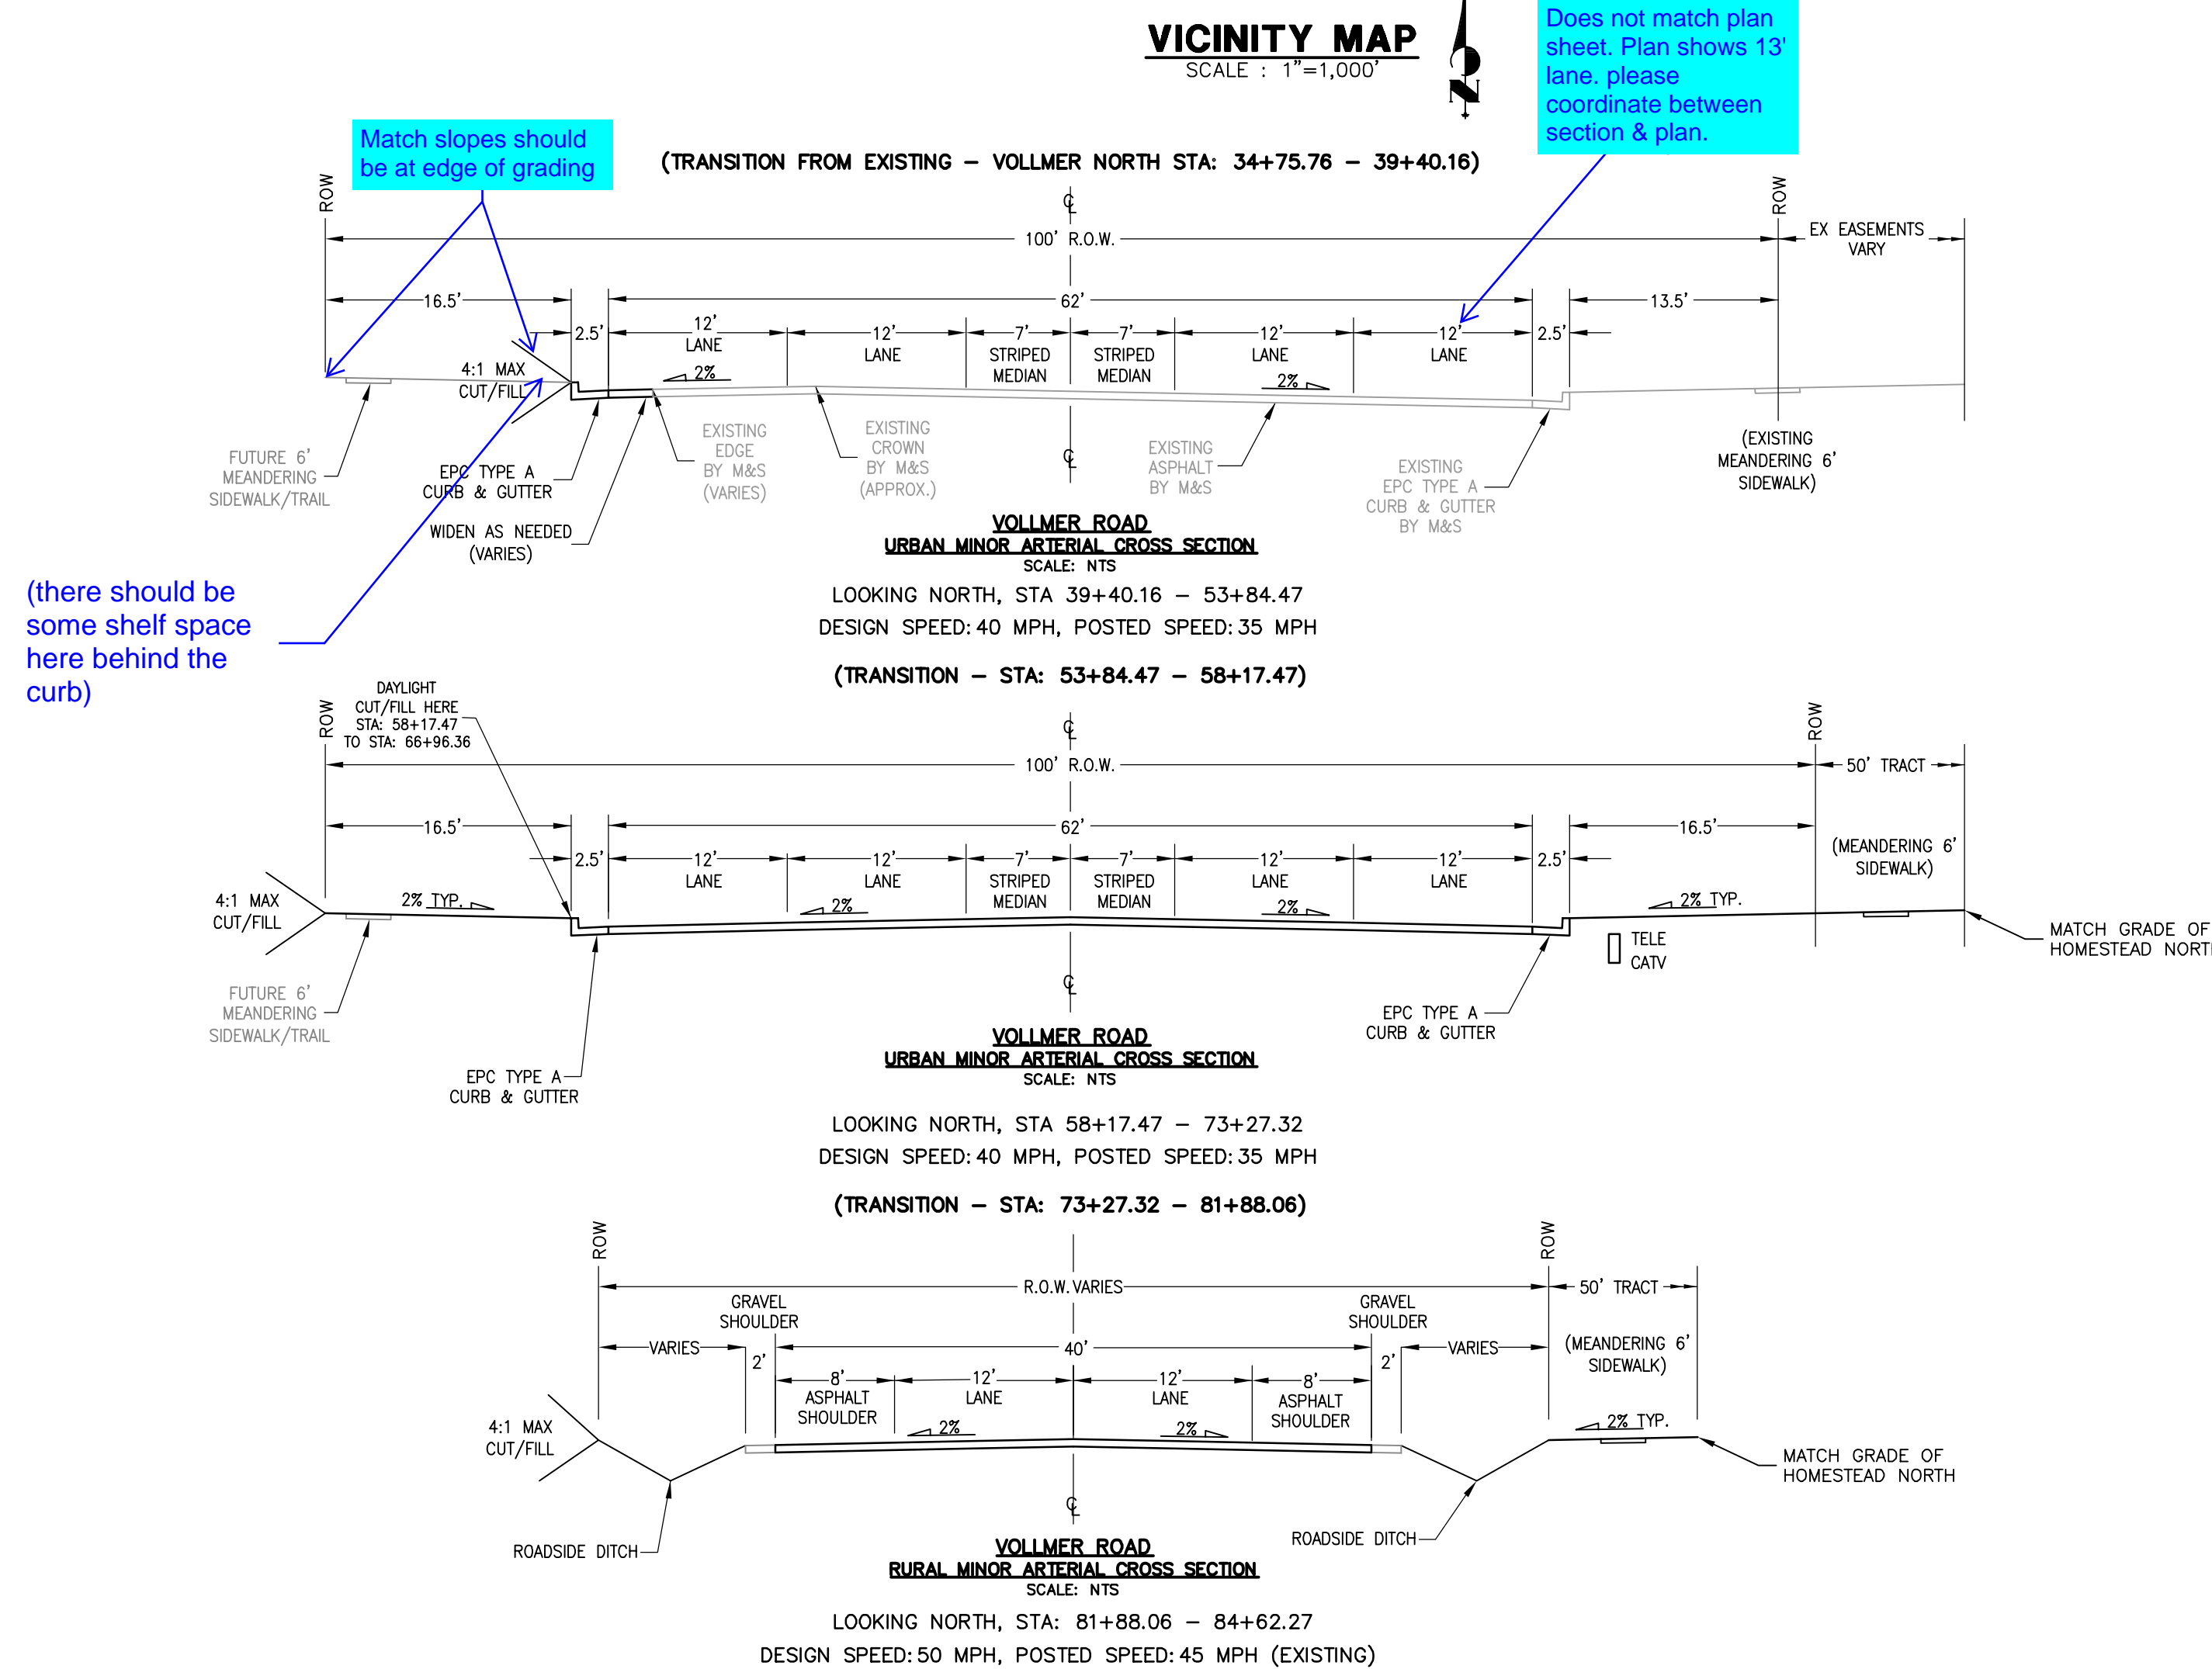 VICINITY MAP
SCALE : 1"=1,000'
N
Does not match plan
sheet. Plan shows 13'
lane. please
coordinate between
section & plan.
Match slopes should
be at edge of grading
(TRANSITION FROM EXISTING – VOLLMER NORTH STA: 34+75.76 – 39+40.16)
ROW
℄
ROW
100' R.O.W.
EX EASEMENTS
VARY
16.5'
62'
13.5'
2.5'
12'
LANE
12'
LANE
7'
STRIPED
MEDIAN
7'
STRIPED
MEDIAN
12'
LANE
12'
LANE
2.5'
4:1 MAX
CUT/FILL
2%
2%
FUTURE 6'
MEANDERING
SIDEWALK/TRAIL
EPC TYPE A
CURB & GUTTER
WIDEN AS NEEDED
(VARIES)
EXISTING
EDGE
BY M&S
(VARIES)
EXISTING
CROWN
BY M&S
(APPROX.)
℄
EXISTING
ASPHALT
BY M&S
EXISTING
EPC TYPE A
CURB & GUTTER
BY M&S
(EXISTING
MEANDERING 6'
SIDEWALK)
VOLLMER ROAD
URBAN MINOR ARTERIAL CROSS SECTION
SCALE: NTS
LOOKING NORTH, STA 39+40.16 – 53+84.47
DESIGN SPEED: 40 MPH, POSTED SPEED: 35 MPH
(there should be
some shelf space
here behind the
curb)
(TRANSITION – STA: 53+84.47 – 58+17.47)
DAYLIGHT
CUT/FILL HERE
STA: 58+17.47
TO STA: 66+96.36
ROW
℄
ROW
100' R.O.W.
50' TRACT
16.5'
62'
16.5'
(MEANDERING 6'
SIDEWALK)
2.5'
12'
LANE
12'
LANE
7'
STRIPED
MEDIAN
7'
STRIPED
MEDIAN
12'
LANE
12'
LANE
2.5'
4:1 MAX
CUT/FILL
2% TYP.
2%
2%
2% TYP.
TELE
CATV
MATCH GRADE OF
HOMESTEAD NORT
FUTURE 6'
MEANDERING
SIDEWALK/TRAIL
℄
EPC TYPE A
CURB & GUTTER
EPC TYPE A
CURB & GUTTER
VOLLMER ROAD
URBAN MINOR ARTERIAL CROSS SECTION
SCALE: NTS
LOOKING NORTH, STA 58+17.47 – 73+27.32
DESIGN SPEED: 40 MPH, POSTED SPEED: 35 MPH
(TRANSITION – STA: 73+27.32 – 81+88.06)
ROW
ROW
R.O.W. VARIES
50' TRACT
GRAVEL
SHOULDER
GRAVEL
SHOULDER
VARIES
2'
40'
2'
VARIES
(MEANDERING 6'
SIDEWALK)
8'
ASPHALT
SHOULDER
12'
LANE
12'
LANE
8'
ASPHALT
SHOULDER
4:1 MAX
CUT/FILL
2%
2%
2% TYP.
MATCH GRADE OF
HOMESTEAD NORTH
℄
ROADSIDE DITCH
ROADSIDE DITCH
VOLLMER ROAD
RURAL MINOR ARTERIAL CROSS SECTION
SCALE: NTS
LOOKING NORTH, STA: 81+88.06 – 84+62.27
DESIGN SPEED: 50 MPH, POSTED SPEED: 45 MPH (EXISTING)